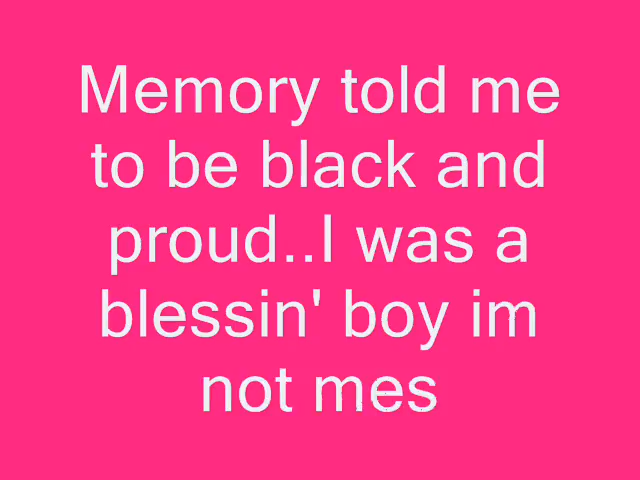 Memory told me
to be black and
proud..I was a
blessin' boy im
not mes